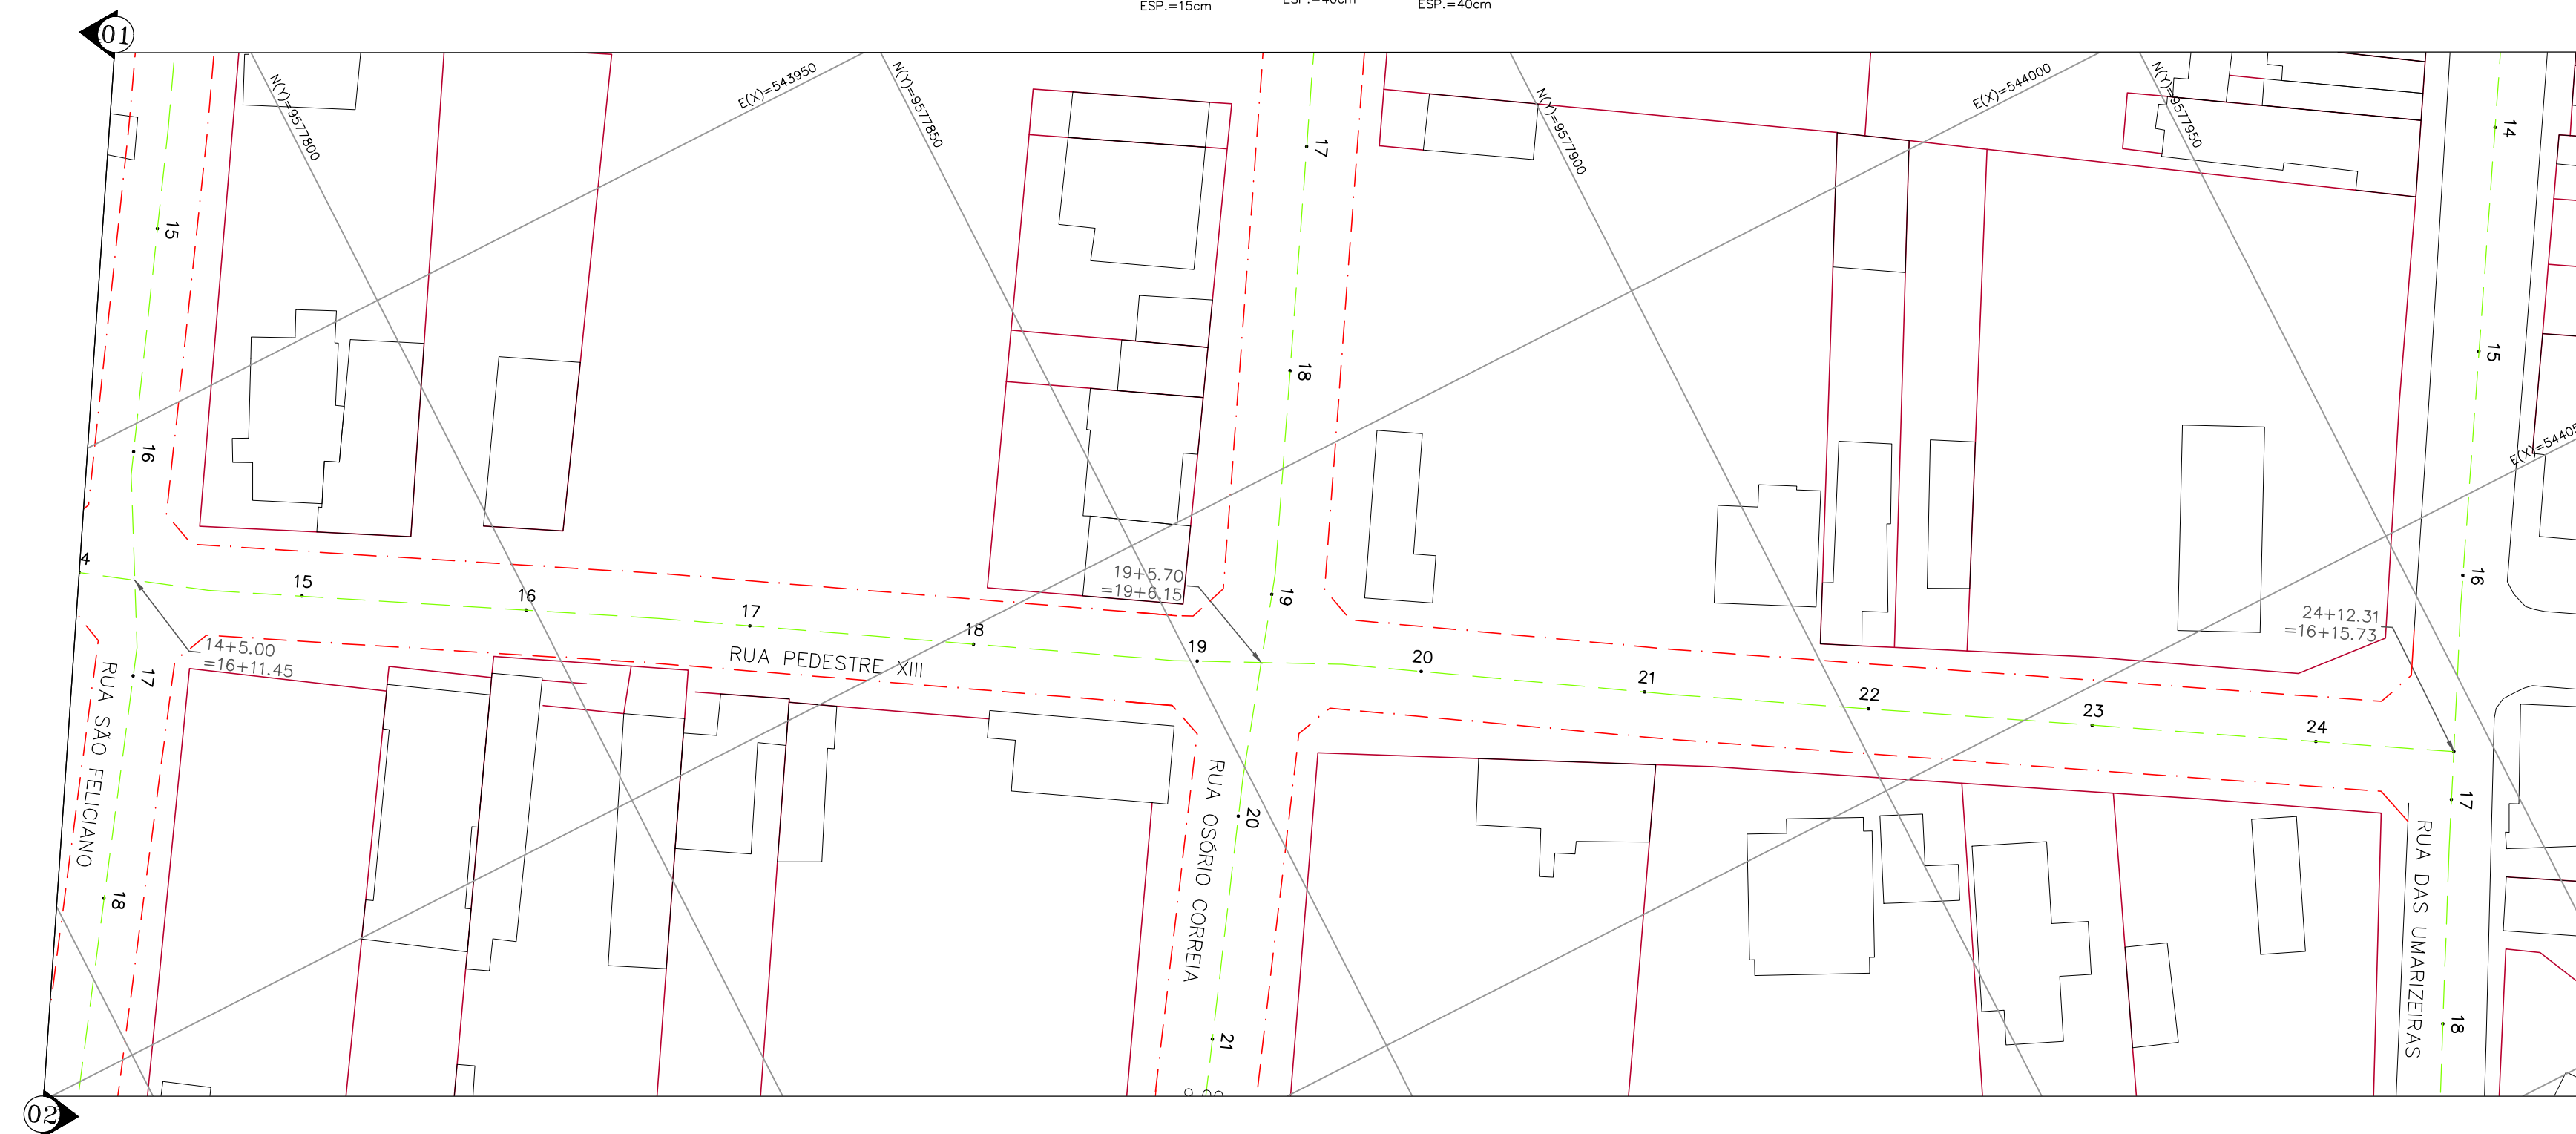 ESP.=15cm
ESP.=40cm
ESP.=40cm
01
N(Y)=9577800
E(X)=543950
N(Y)=9577850
N(Y)=9577900
E(X)=544000
N(Y)=9577950
14
17
15
15
18
16
16
4
15
16
17
18
19
19+5.70
=19+6.15
19
20
21
22
23
24
24+12.31
=16+15.73
14+5.00
=16+11.45
RUA PEDESTRE XIII
17
RUA SÃO FELICIANO
18
RUA OSÓRIO CORREIA
20
21
17
RUA DAS UMARIZEIRAS
18
02